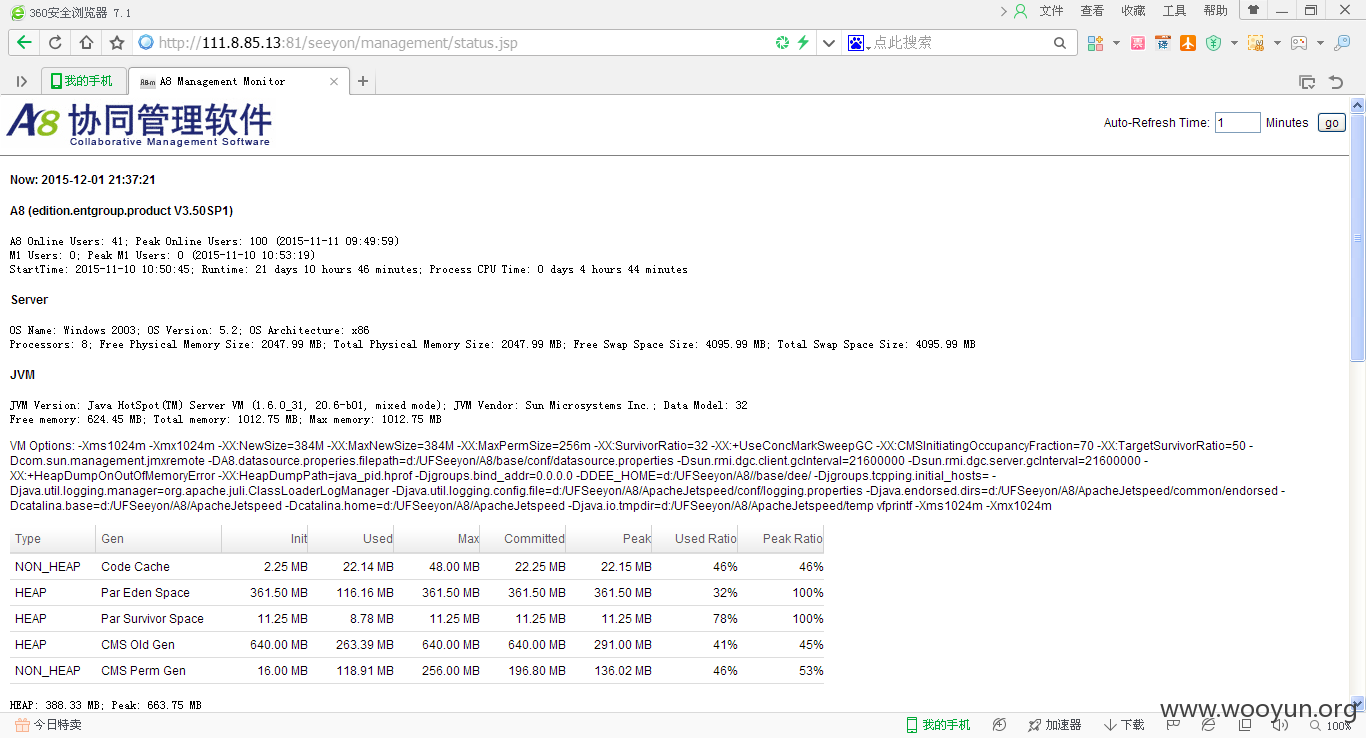 360安全浏览器 7.1
文件 查看 收藏 工具 帮助
http://111.8.85.13:81/seeyon/management/status.jsp
点此搜索
我的手机
A8 Management Monitor
A8 协同管理软件
Collaborative Management Software
Auto-Refresh Time: 1 Minutes go
Now: 2015-12-01 21:37:21
A8 (edition.entgroup.product V3.50SP1)
A8 Online Users: 41; Peak Online Users: 100 (2015-11-11 09:49:59)
M1 Users: 0; Peak M1 Users: 0 (2015-11-10 10:53:19)
StartTime: 2015-11-10 10:50:45; Runtime: 21 days 10 hours 46 minutes; Process CPU Time: 0 days 4 hours 44 minutes
Server
OS Name: Windows 2003; OS Version: 5.2; OS Architecture: x86
Processors: 8; Free Physical Memory Size: 2047.99 MB; Total Physical Memory Size: 2047.99 MB; Free Swap Space Size: 4095.99 MB; Total Swap Space Size: 4095.99 MB
JVM
JVM Version: Java HotSpot(TM) Server VM (1.6.0_31, 20.6-b01, mixed mode); JVM Vendor: Sun Microsystems Inc.; Data Model: 32
Free memory: 624.45 MB; Total memory: 1012.75 MB; Max memory: 1012.75 MB
VM Options: -Xms1024m -Xmx1024m -XX:NewSize=384M -XX:MaxNewSize=384M -XX:MaxPermSize=256m -XX:SurvivorRatio=32 -XX:+UseConcMarkSweepGC -XX:CMSInitiatingOccupancyFraction=70 -XX:TargetSurvivorRatio=50 -
Dcom.sun.management.jmxremote -DA8.datasource.properies.filepath=d:/UFSeeyon/A8/base/conf/datasource.properties -Dsun.rmi.dgc.client.gcInterval=21600000 -Dsun.rmi.dgc.server.gcInterval=21600000 -
XX:+HeapDumpOnOutOfMemoryError -XX:HeapDumpPath=java_pid.hprof -Djgroups.bind_addr=0.0.0.0 -DDEE_HOME=d:/UFSeeyon/A8//base/dee/ -Djgroups.tcpping.initial_hosts= -
Djava.util.logging.manager=org.apache.juli.ClassLoaderLogManager -Djava.util.logging.config.file=d:/UFSeeyon/A8/ApacheJetspeed/conf/logging.properties -Djava.endorsed.dirs=d:/UFSeeyon/A8/ApacheJetspeed/common/endorsed -
Dcatalina.base=d:/UFSeeyon/A8/ApacheJetspeed -Dcatalina.home=d:/UFSeeyon/A8/ApacheJetspeed -Djava.io.tmpdir=d:/UFSeeyon/A8/ApacheJetspeed/temp vfprintf -Xms1024m -Xmx1024m
Type Gen Init Used Max Committed Peak Used Ratio Peak Ratio
NON_HEAP Code Cache 2.25 MB 22.14 MB 48.00 MB 22.25 MB 22.15 MB 46% 46%
HEAP Par Eden Space 361.50 MB 116.16 MB 361.50 MB 361.50 MB 361.50 MB 32% 100%
HEAP Par Survivor Space 11.25 MB 8.78 MB 11.25 MB 11.25 MB 11.25 MB 78% 100%
HEAP CMS Old Gen 640.00 MB 263.39 MB 640.00 MB 640.00 MB 291.00 MB 41% 45%
NON_HEAP CMS Perm Gen 16.00 MB 118.91 MB 256.00 MB 196.80 MB 136.02 MB 46% 53%
HEAP: 388.33 MB; Peak: 663.75 MB
www.wooyun.org
今日特卖 我的手机 加速器 下载 100%